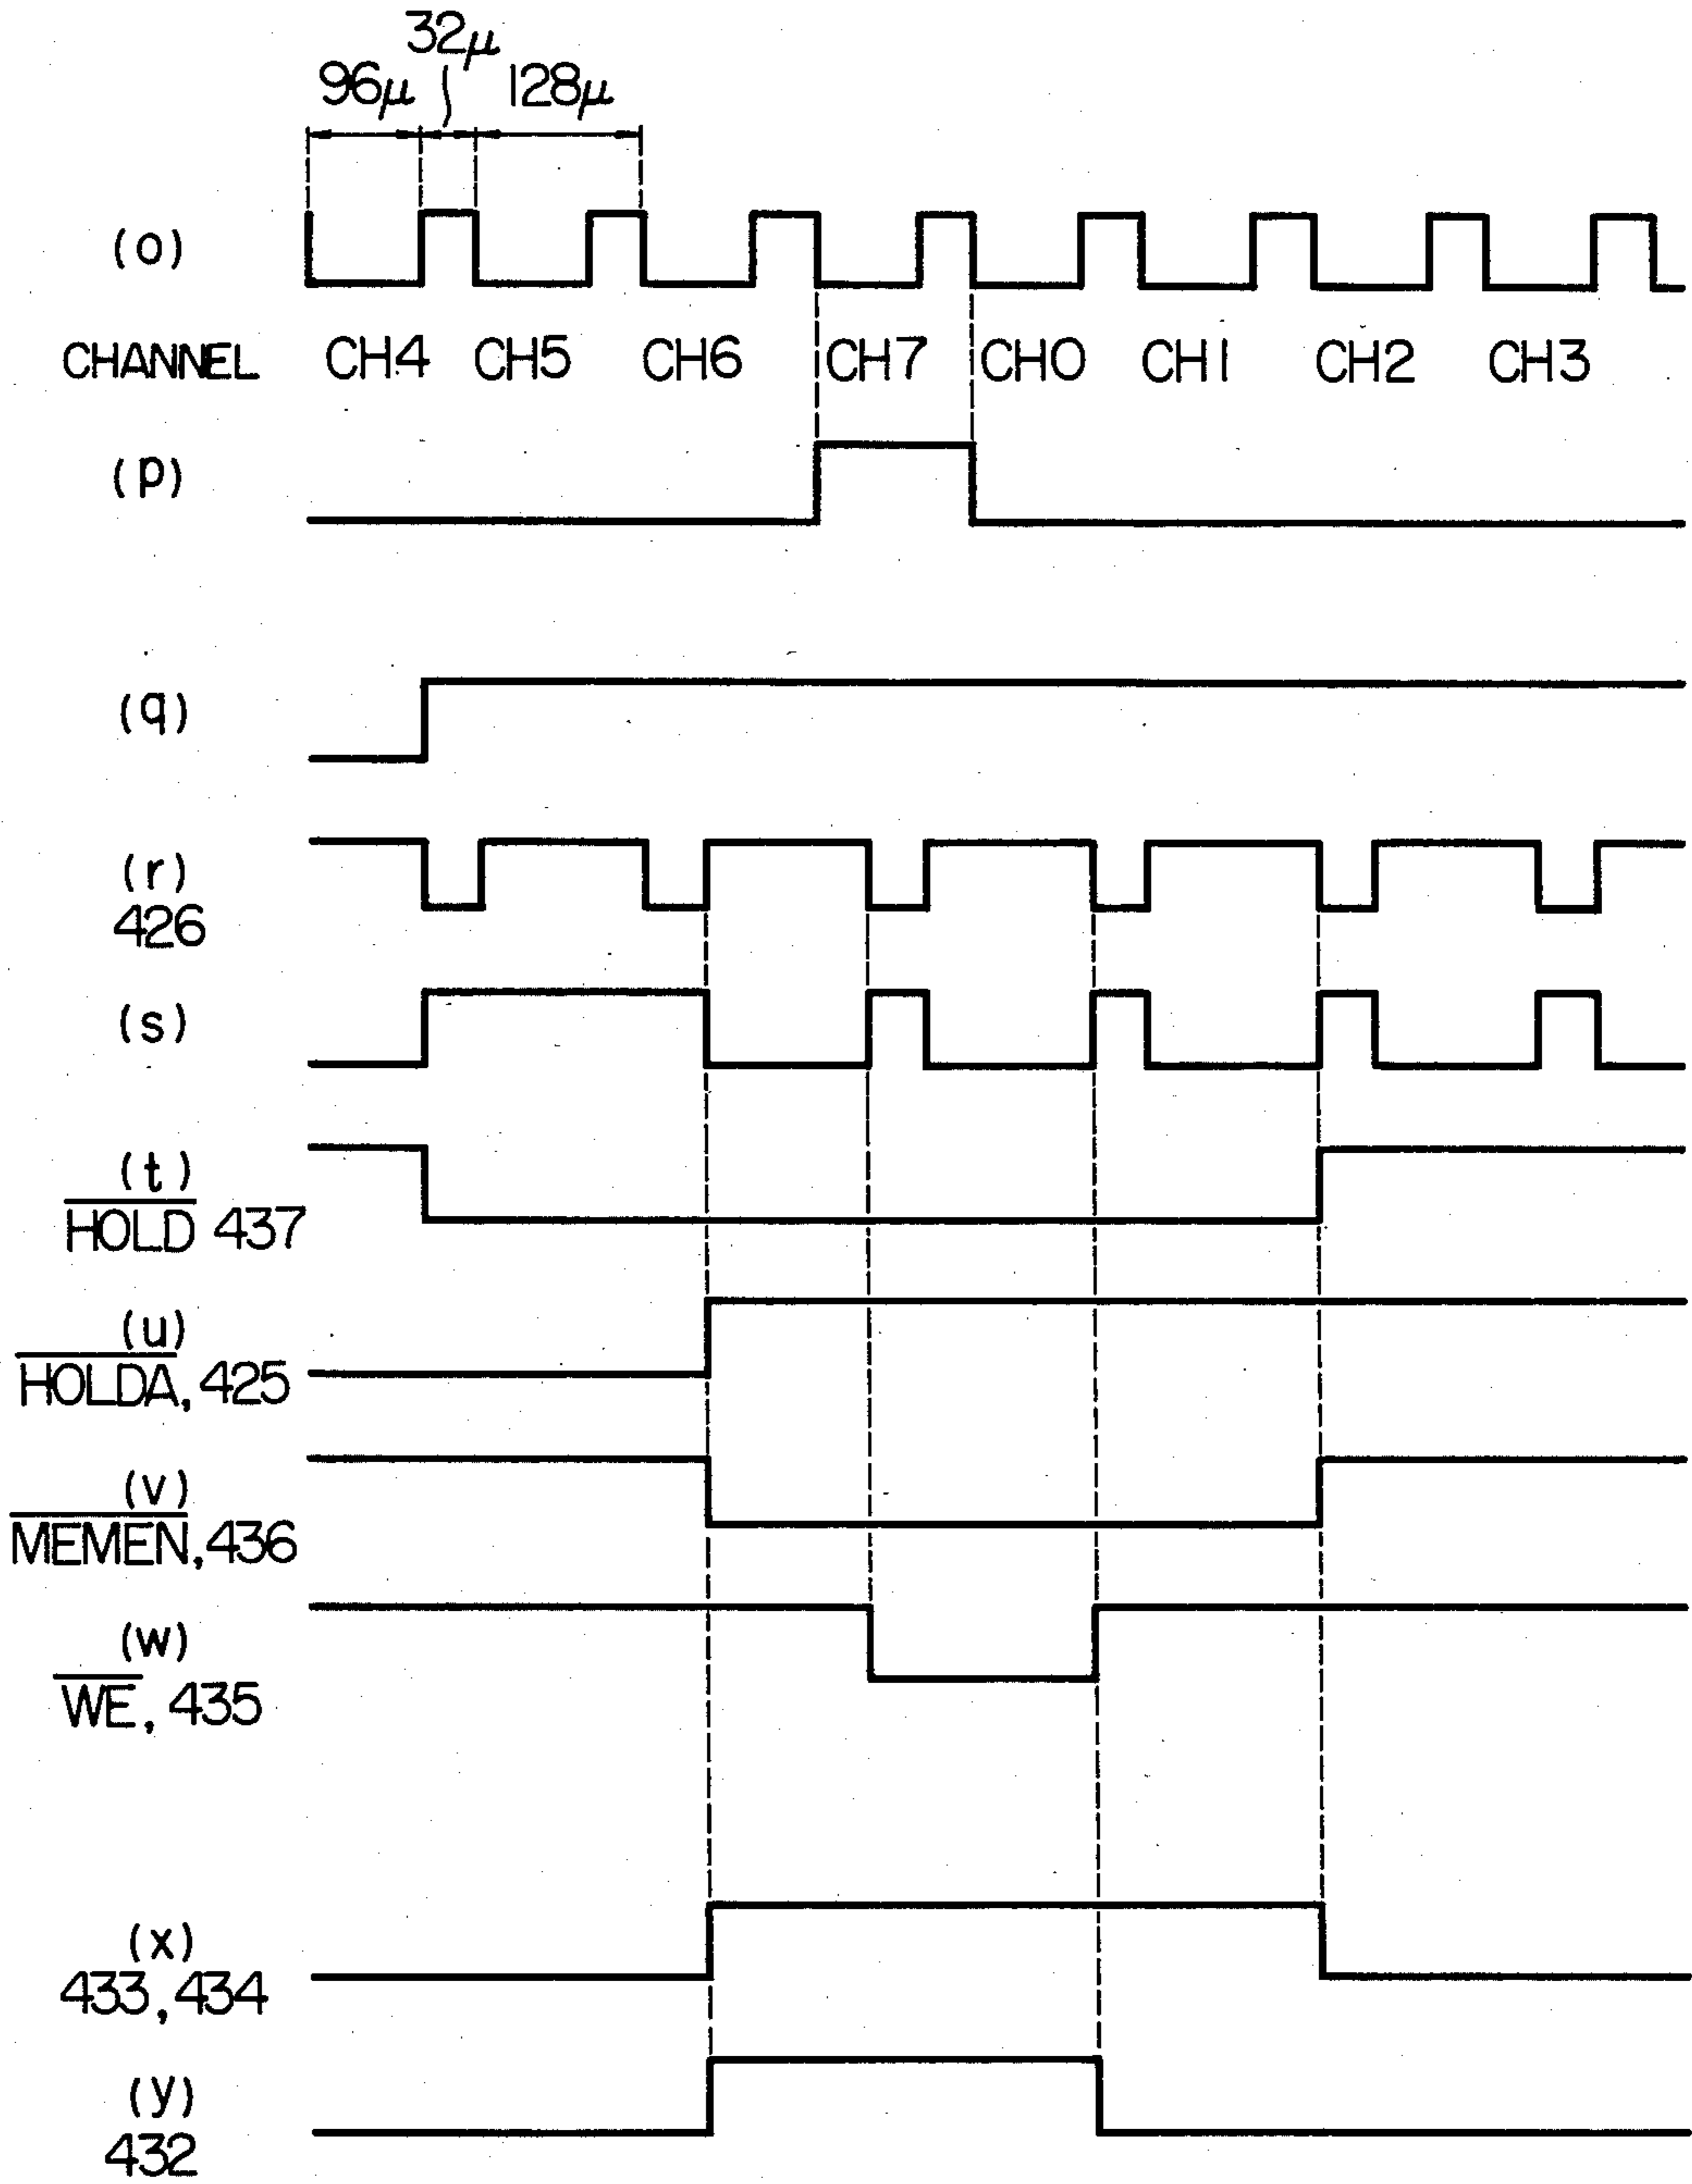 32μ
96μ 128μ
(o)
CHANNEL CH4 CH5 CH6 CH7 CH0 CH1 CH2 CH3
(p)
(q)
(r)
426
(s)
(t)
HOLD 437
(u)
HOLDA, 425
(v)
MEMEN, 436
(w)
WE, 435
(x)
433, 434
(y)
432